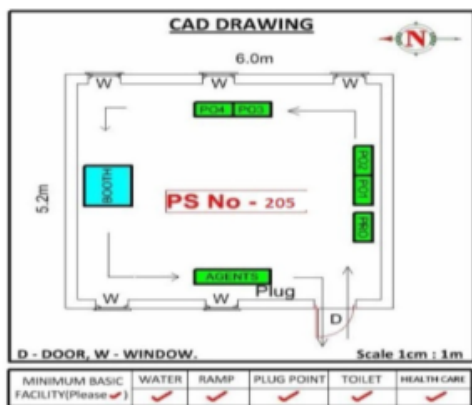 CAD DRAWING
N
6.0m
W W W
PO4 PO3
5.2m
BOOTH
PO2
PO1
PRO
PS No - 205
AGENTS
Plug
W W
D
D - DOOR, W - WINDOW. Scale 1cm : 1m
MINIMUM BASIC FACILITY(Please ✓) WATER RAMP PLUG POINT TOILET HEALTH CARE
✓ ✓ ✓ ✓ ✓